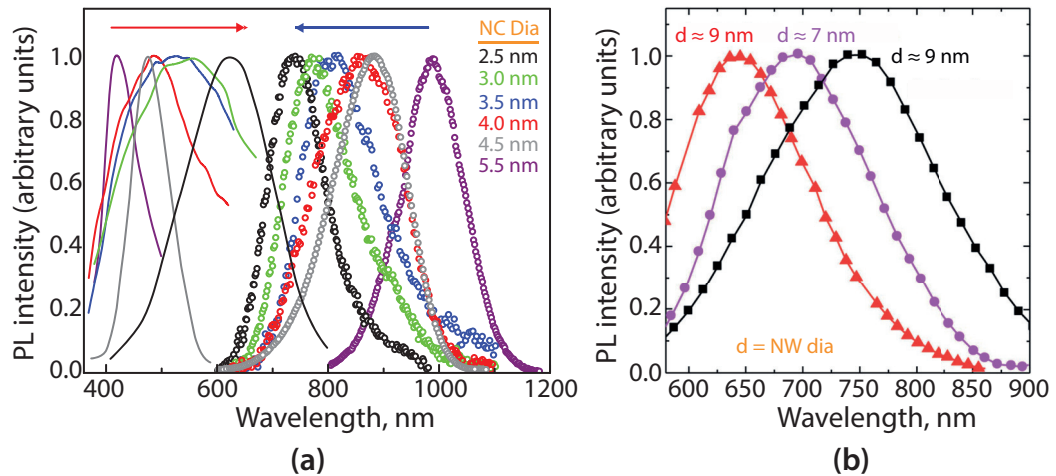 PL intensity (arbitrary units)
1.0
0.8
0.6
0.4
0.2
0.0
400 600 800 1000 1200
Wavelength, nm
NC Dia
2.5 nm
3.0 nm
3.5 nm
4.0 nm
4.5 nm
5.5 nm
(a)
PL intensity (arbitrary units)
1.0
0.8
0.6
0.4
0.2
0.0
d ≈ 9 nm
d ≈ 7 nm
d ≈ 9 nm
d = NW dia
600 650 700 750 800 850 900
Wavelength, nm
(b)